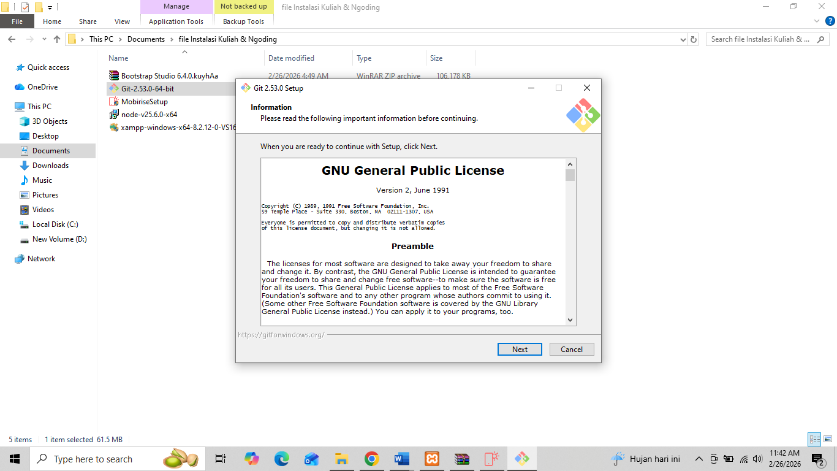 Manage
Not backed up
file Instalasi Kuliah & Ngoding
File
Home
Share
View
Application Tools
Backup Tools
This PC > Documents > file Instalasi Kuliah & Ngoding
Search file Instalasi Kuliah & ...
Name
Date modified
Type
Size
Quick access
OneDrive
This PC
3D Objects
Desktop
Documents
Downloads
Music
Pictures
Videos
Local Disk (C:)
New Volume (D:)
Network
Bootstrap Studio 6.4.0.kuyhAa
2/26/2026 4:49 AM
WinRAR ZIP archive
106,178 KB
Git-2.53.0-64-bit
MobiriseSetup
node-v25.6.0-x64
xampp-windows-x64-8.2.12-0-VS16
Git 2.53.0 Setup
Information
Please read the following important information before continuing.
When you are ready to continue with Setup, click Next.
GNU General Public License
Version 2, June 1991
Copyright (C) 1989, 1991 Free Software Foundation, Inc.
59 Temple Place - Suite 330, Boston, MA 02111-1307, USA
Everyone is permitted to copy and distribute verbatim copies
of this license document, but changing it is not allowed.
Preamble
The licenses for most software are designed to take away your freedom to share
and change it. By contrast, the GNU General Public License is intended to guarantee
your freedom to share and change free software--to make sure the software is free
for all its users. This General Public License applies to most of the Free Software
Foundation's software and to any other program whose authors commit to using it.
(Some other Free Software Foundation software is covered by the GNU Library
General Public License instead.) You can apply it to your programs, too.
https://gitforwindows.org/
Next
Cancel
5 items
1 item selected 61.5 MB
Type here to search
Hujan hari ini
11:42 AM
2/26/2026
2